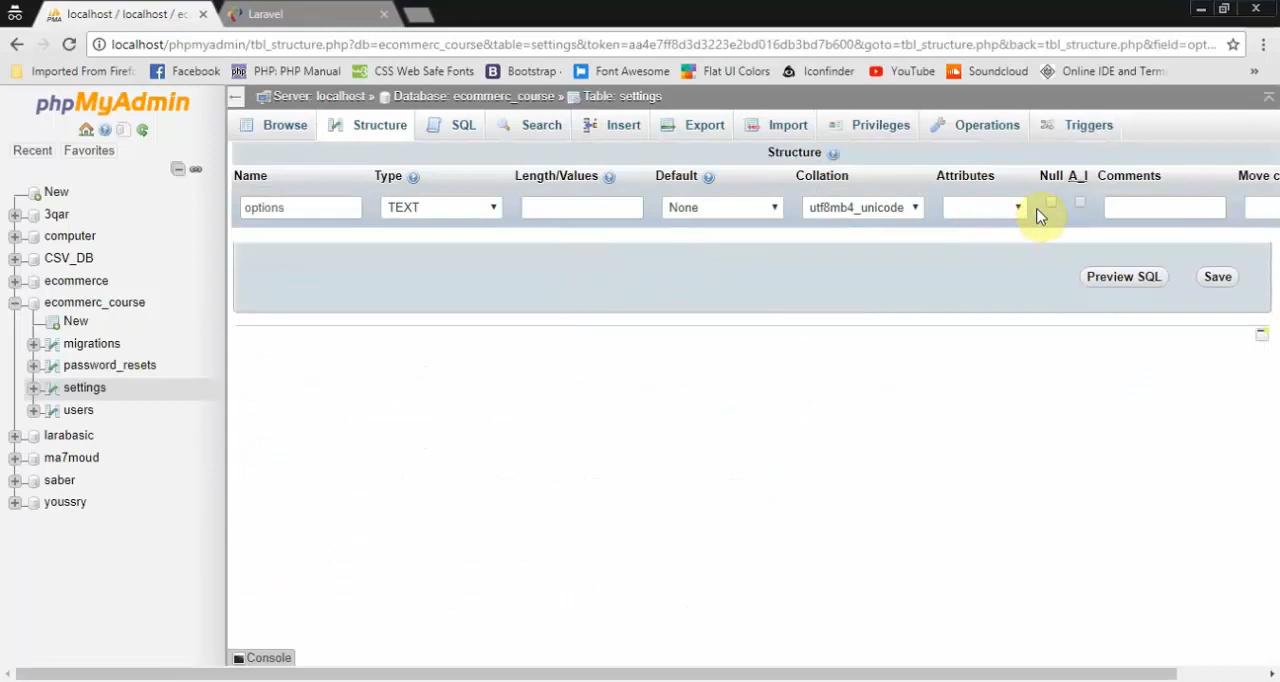 localhost / localhost / ec
Laravel
localhost/phpmyadmin/tbl_structure.php?db=ecommerc_course&table=settings&token=aa4e7ff8d3d3223e2bd016db3bd7b600&goto=tbl_structure.php&back=tbl_structure.php&field=opt...
Imported From Firef
Facebook
PHP: PHP Manual
CSS Web Safe Fonts
Bootstrap
Font Awesome
Flat UI Colors
Iconfinder
YouTube
Soundcloud
Online IDE and Term
»
phpMyAdmin
Recent
Favorites
New
3qar
computer
CSV_DB
ecommerce
ecommerc_course
New
migrations
password_resets
settings
users
larabasic
ma7moud
saber
youssry
Server: localhost » Database: ecommerc_course » Table: settings
Browse
Structure
SQL
Search
Insert
Export
Import
Privileges
Operations
Triggers
Structure
Name Type Length/Values Default Collation Attributes Null A_I Comments Move c
options TEXT None utf8mb4_unicode
Preview SQL
Save
Console